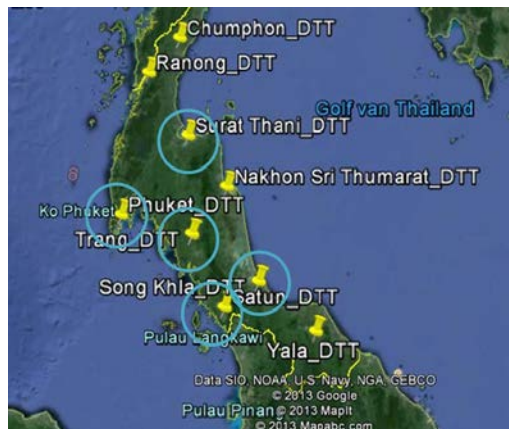 Chumphon_DTT
Ranong_DTT
Golf van Thailand
Surat Thani_DTT
Nakhon Sri Thumarat_DTT
Ko Phuket
Phuket_DTT
Trang_DTT
Song Khla_DTT
Satun_DTT
Pulau Langkawi
Yala_DTT
Data SIO, NOAA, U.S. Navy, NGA, GEBCO
© 2013 Google
Pulau Pinang
© 2013 MapIt
© 2013 Mapabc.com